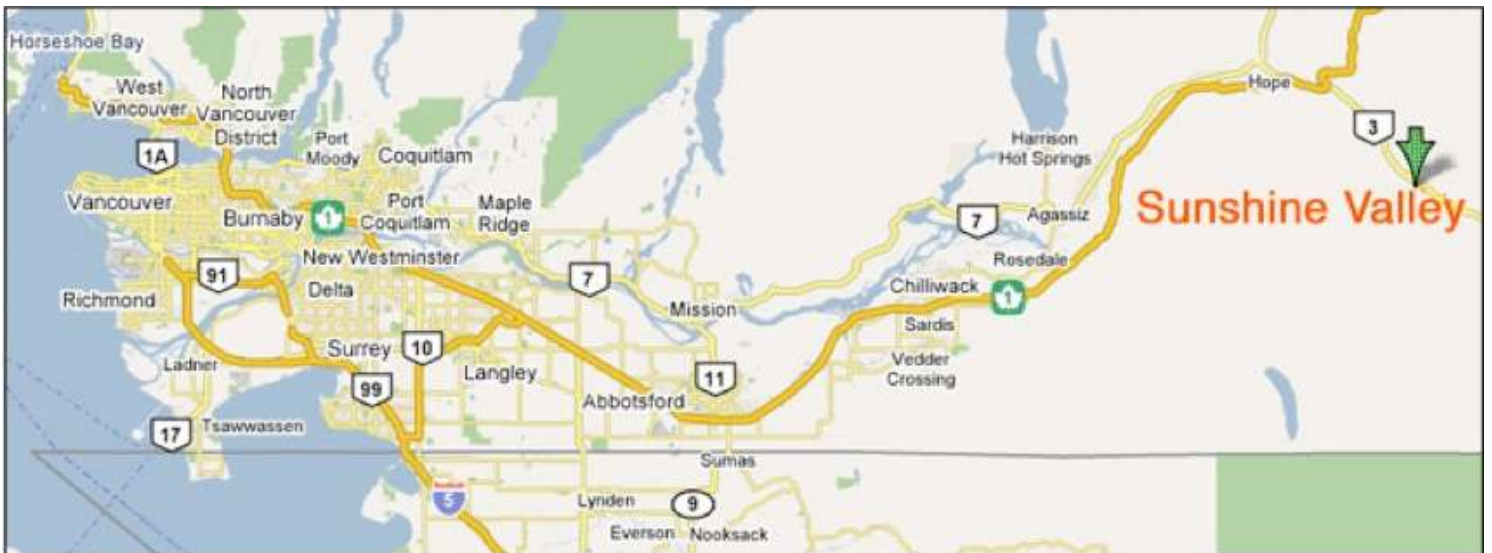 Horseshoe Bay
West
Vancouver
North
Vancouver
District
1A
Port
Moody
Coquitlam
Vancouver
Burnaby
1
Port
Coquitlam
Maple
Ridge
New Westminster
91
Richmond
Delta
7
Mission
Ladner
Surrey
10
Langley
99
11
Abbotsford
17
Tsawwassen
Sumas
5
Lynden
9
Everson
Nooksack
Hope
3
Harrison
Hot Springs
7
Agassiz
Sunshine Valley
Rosedale
Chilliwack
1
Sardis
Vedder
Crossing